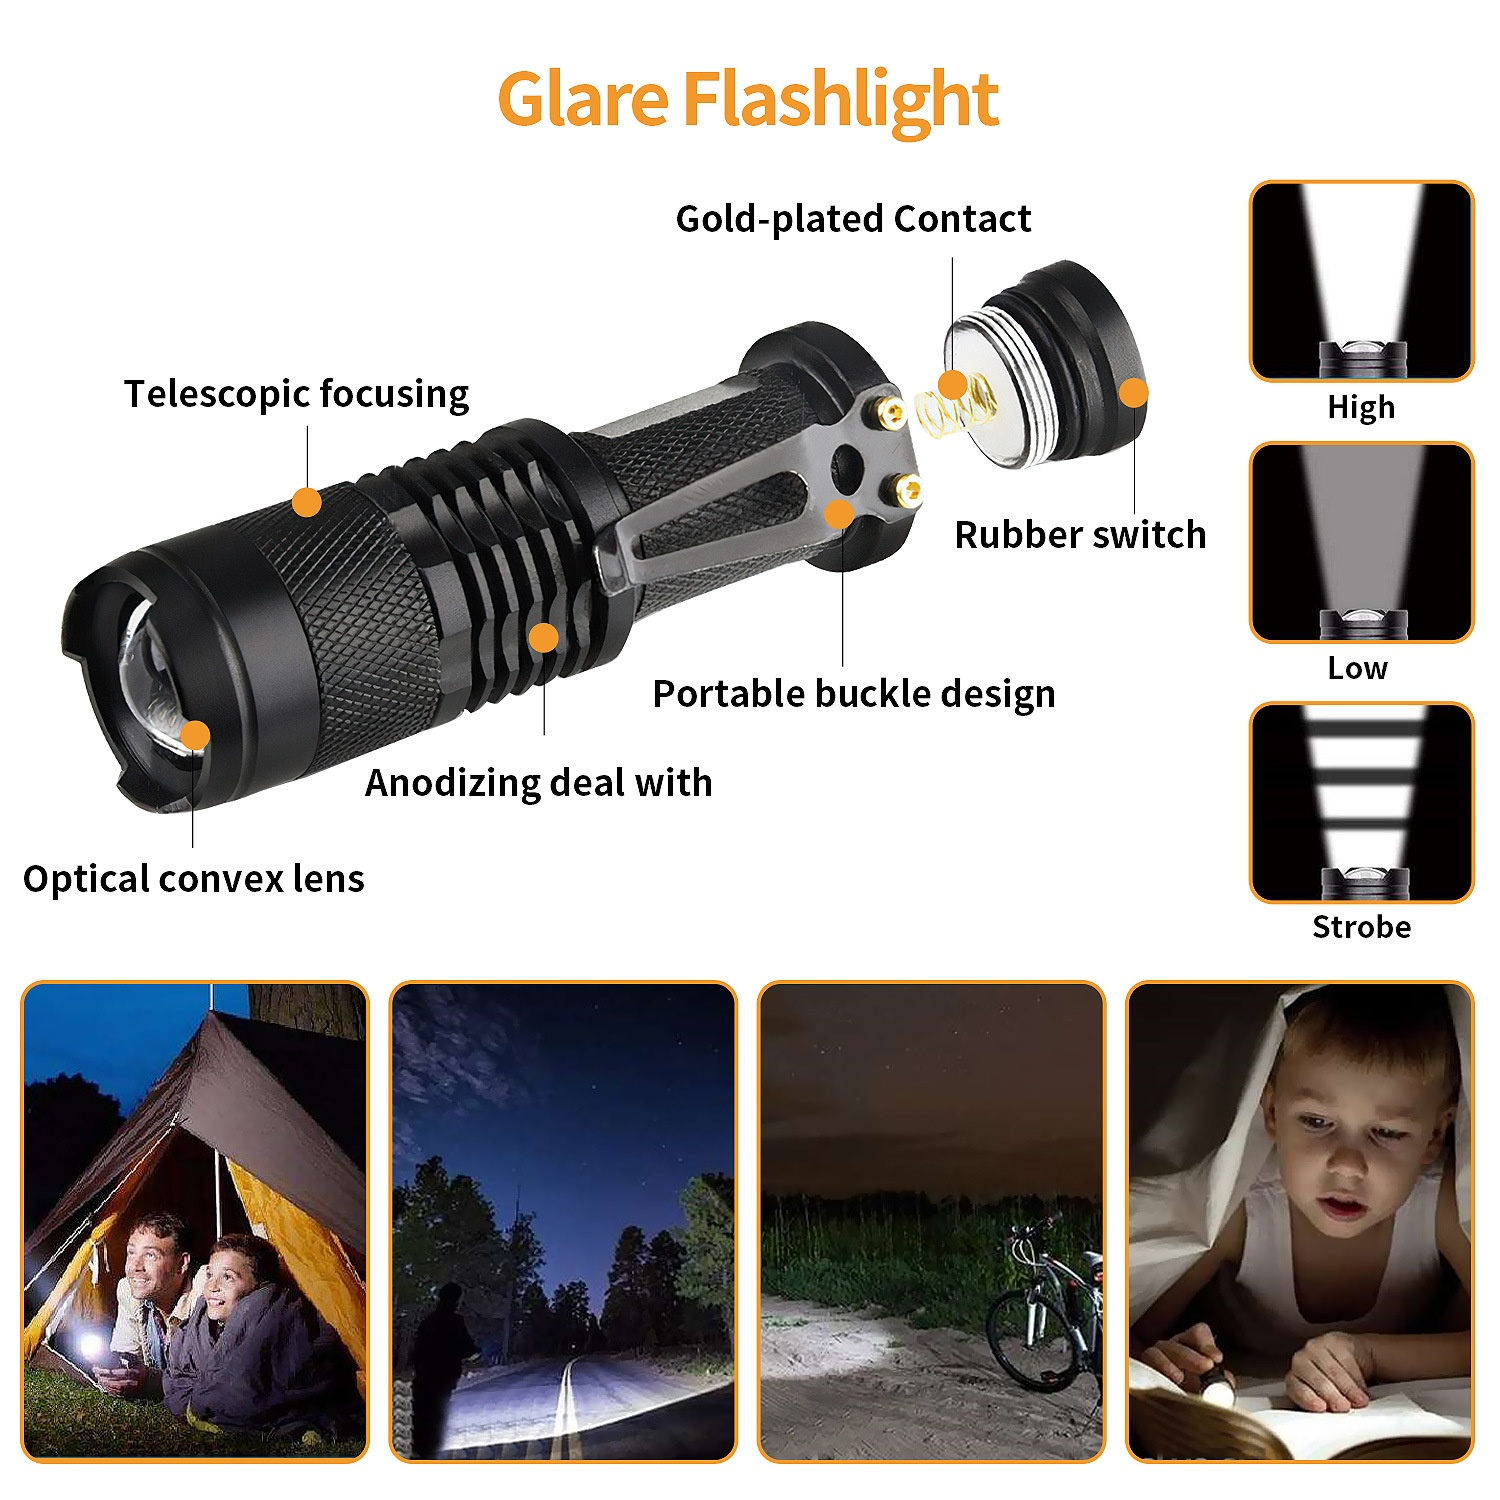 Glare Flashlight
Gold-plated Contact
Telescopic focusing
High
Rubber switch
Low
Portable buckle design
Anodizing deal with
Optical convex lens
Strobe